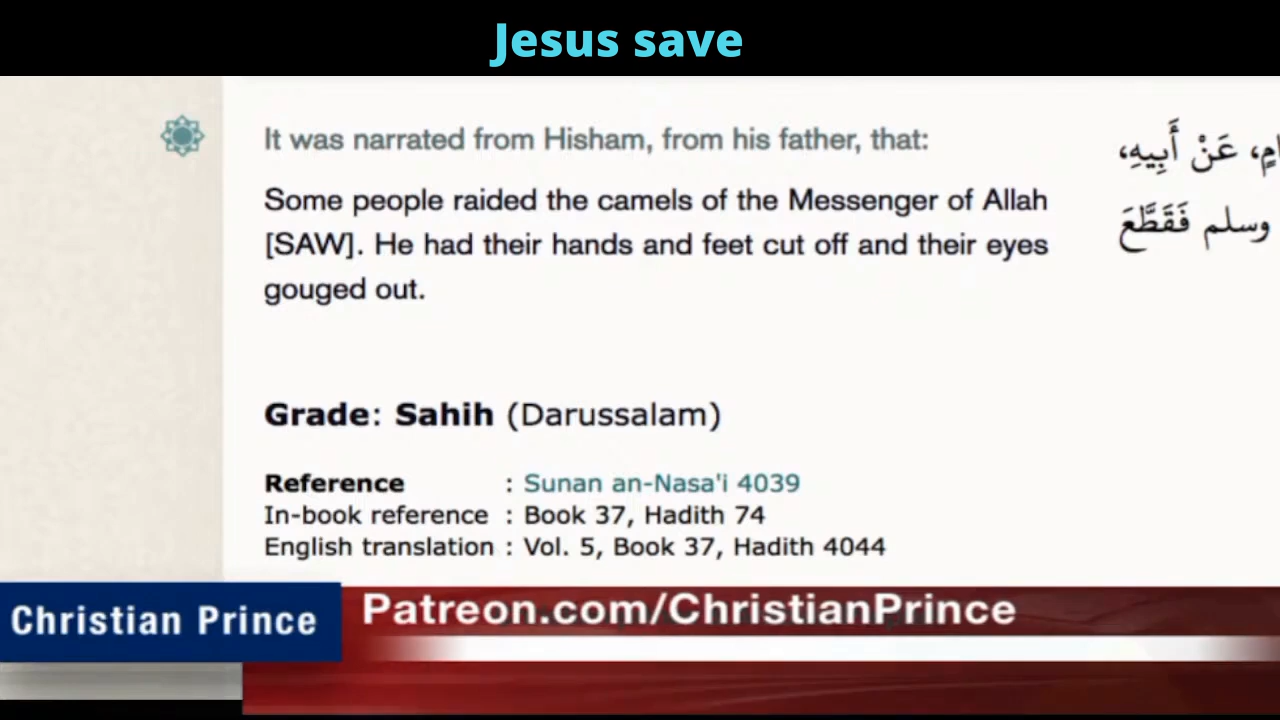 Jesus save
It was narrated from Hisham, from his father, that:
Some people raided the camels of the Messenger of Allah
[SAW]. He had their hands and feet cut off and their eyes
gouged out.
عَنْ أَبِيهِ،
وسلم فَقَطَّعَ
Grade: Sahih (Darussalam)
Reference : Sunan an-Nasa'i 4039
In-book reference : Book 37, Hadith 74
English translation : Vol. 5, Book 37, Hadith 4044
Christian Prince
Patreon.com/ChristianPrince